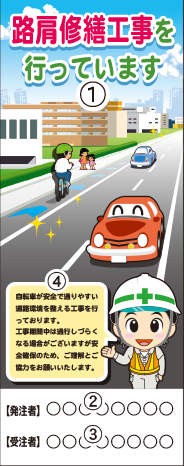 路肩修繕工事を
行っています
①
④
自転車が安全で通りやすい
道路環境を整える工事を行
っております。
工事期間中は通行しづらく
なる場合がございますが安
全確保のため、ご理解とご
協力をお願いいたします。
【発注者】○○②○○○○
【受注者】○○③○○○○